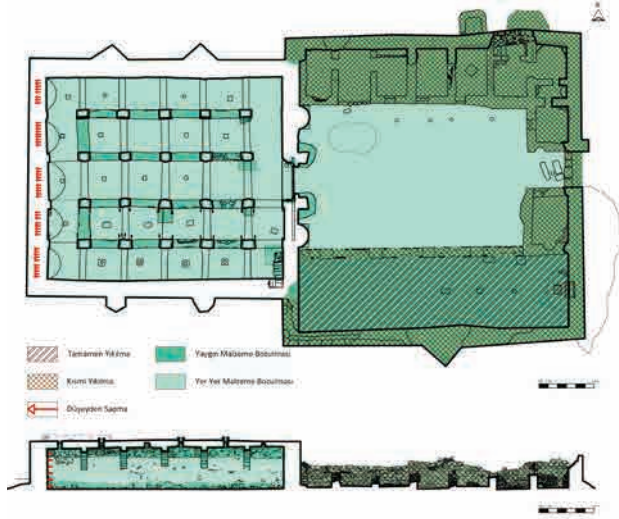 Tamamen Yıkılma
Yaygın Malzeme Bozulması
Kısmi Yıkılma
Yer Yer Malzeme Bozulması
Düşeyden Sapma